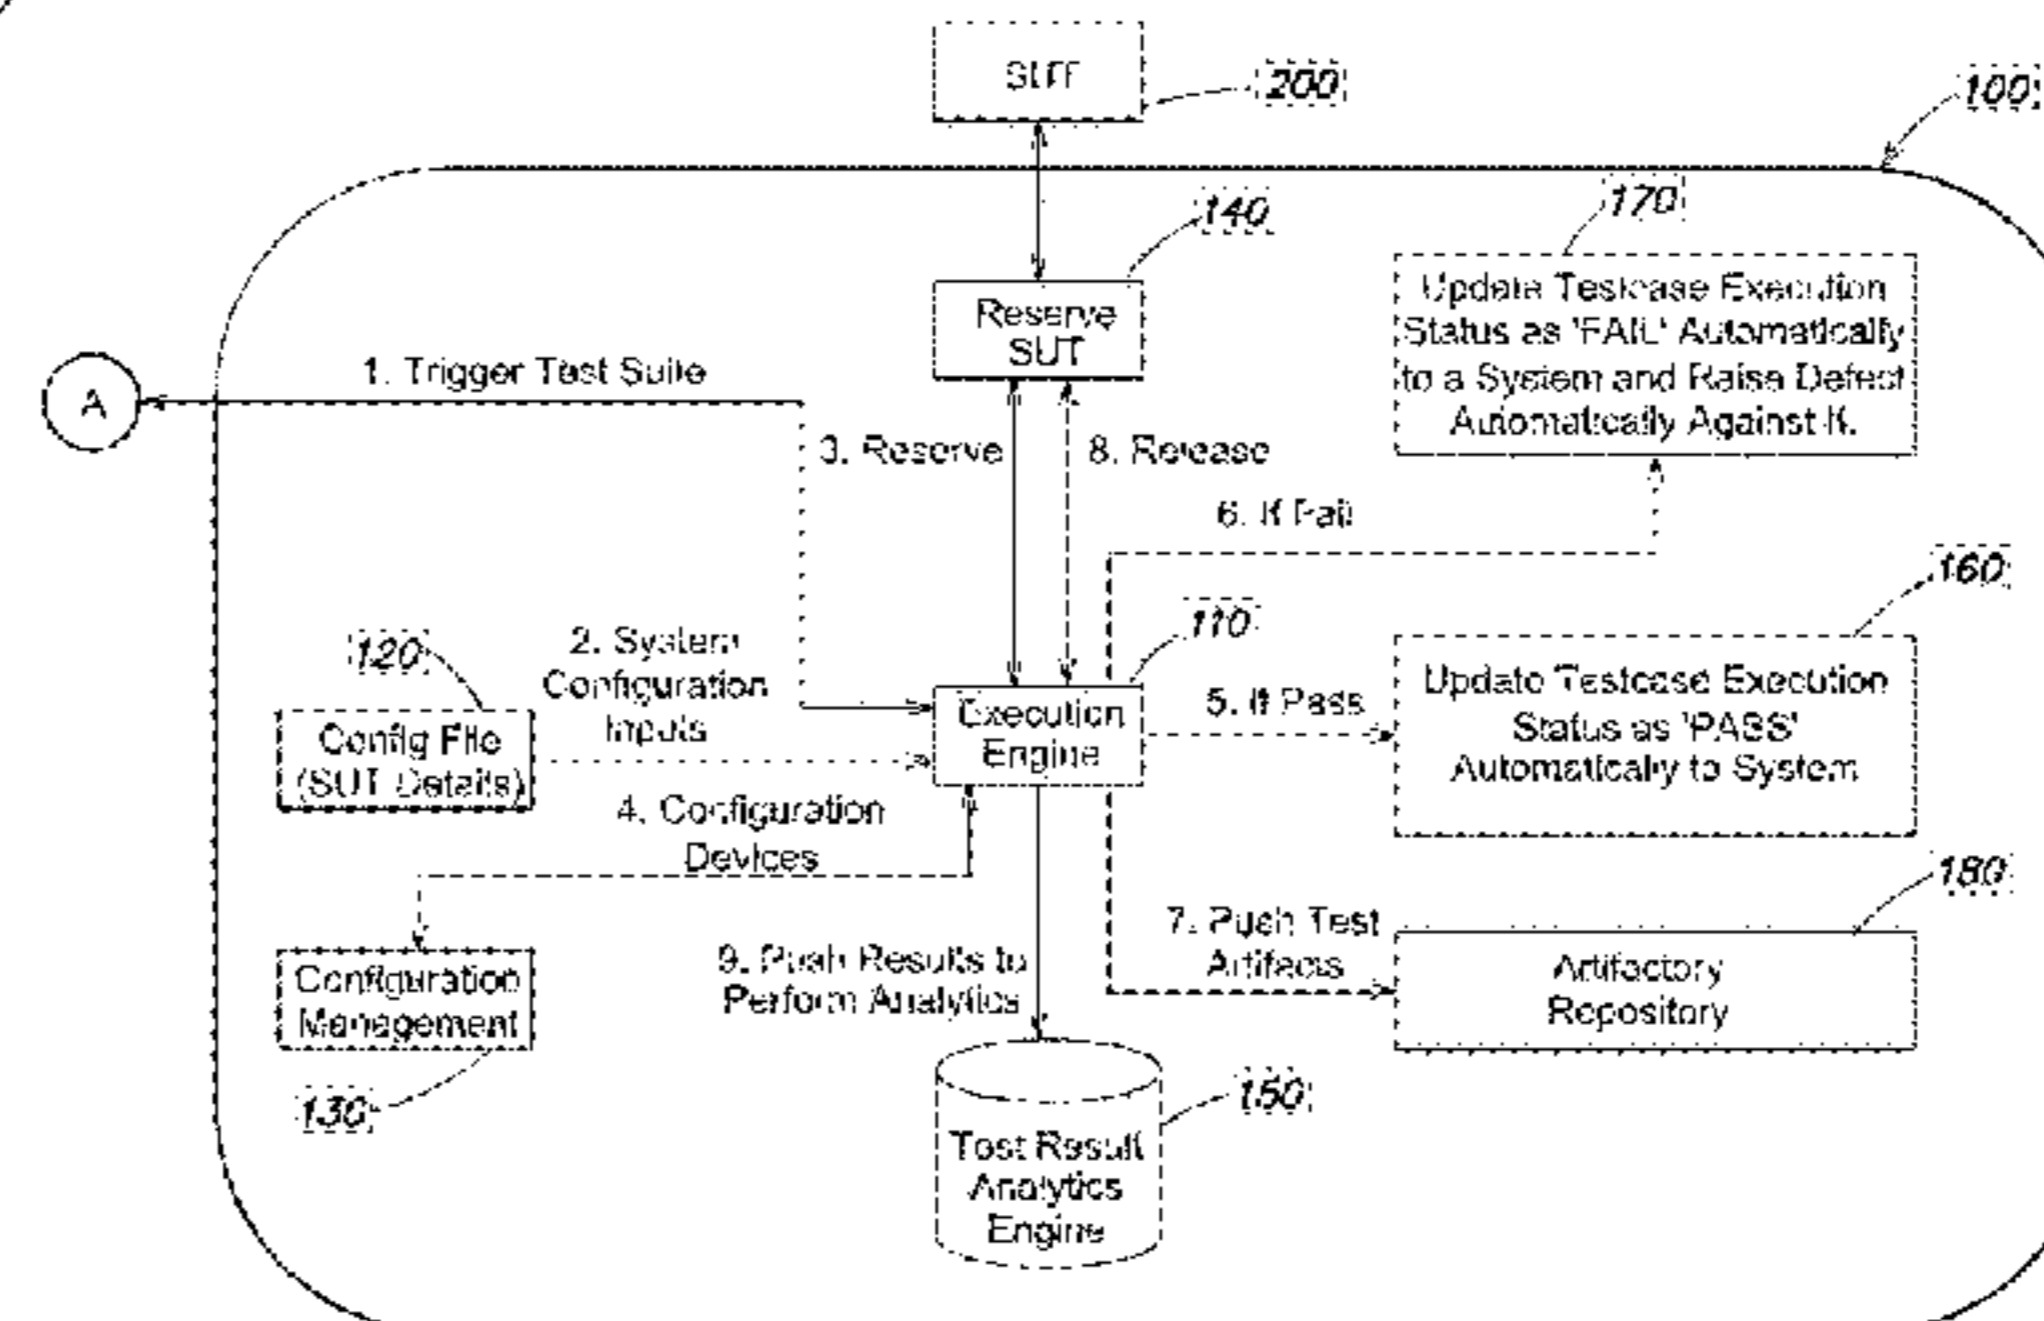 SUT
200
100
140
170
Reserve
SUT
Update Testcase Execution
Status as 'FAIL' Automatically
to a System and Raise Defect
Automatically Against it.
A
1. Trigger Test Suite
3. Reserve
8. Release
6. If Fail
160
110
120
2. System
Configuration
Inputs
Config File
(SUT Details)
Execution
Engine
5. If Pass
Update Testcase Execution
Status as 'PASS'
Automatically to System
4. Configuration
Devices
180
7. Push Test
Artifacts
Artifactory
Repository
9. Push Results to
Perform Analytics
Configuration
Management
130
150
Test Result
Analytics
Engine